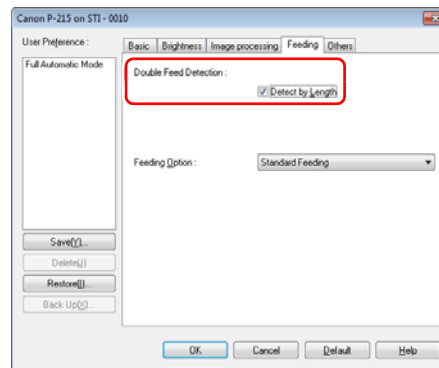 Canon P-215 on STI - 0010
User Preference :
Full Automatic Mode
Basic Brightness Image processing Feeding Others
Double Feed Detection :
Detect by Length
Feeding Option : Standard Feeding
Save(Y)...
Delete(J)
Restore([)...
Back Up(X)...
OK Cancel Default Help